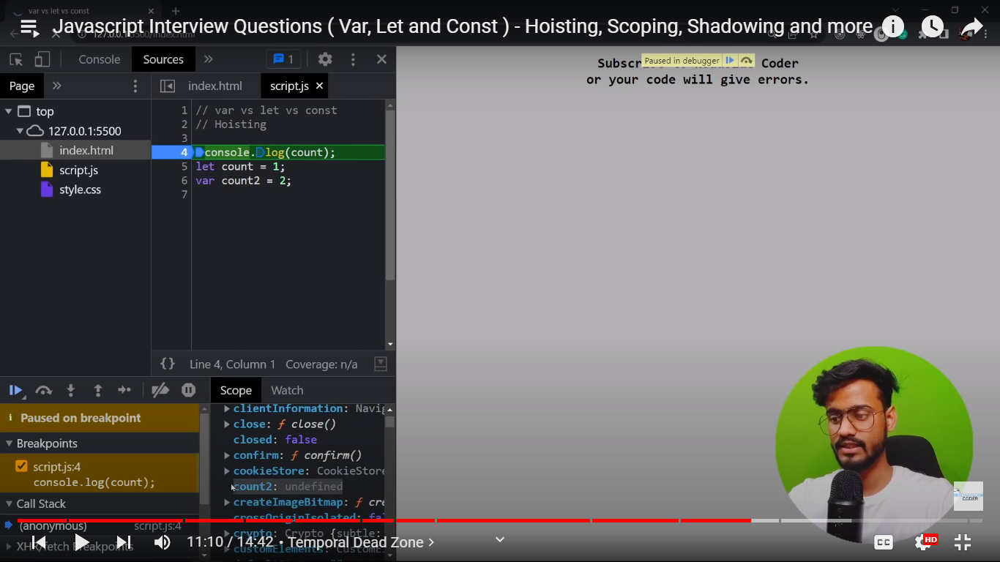 var vs let vs const
Javascript Interview Questions ( Var, Let and Const ) - Hoisting, Scoping, Shadowing and more
127.0.0.1:5500/index.html
Console
Sources
1
Paused in debugger
Coder
or your code will give errors.
Page
index.html
script.js
top
127.0.0.1:5500
index.html
script.js
style.css
1 // var vs let vs const
2 // Hoisting
3
4 console.log(count);
5 let count = 1;
6 var count2 = 2;
7
{} Line 4, Column 1 Coverage: n/a
Scope
Watch
Paused on breakpoint
Breakpoints
script.js:4
console.log(count);
Call Stack
(anonymous) script.js:4
XHR/fetch Breakpoints
clientInformation: Navig
close: ƒ close()
closed: false
confirm: ƒ confirm()
cookieStore: CookieStore
count2: undefined
createImageBitmap: ƒ cre
crossOriginIsolated: fal
crypto: Crypto {subtle:
customElements: CustomE
11:10 / 14:42 • Temporal Dead Zone
CC
HD
CODER